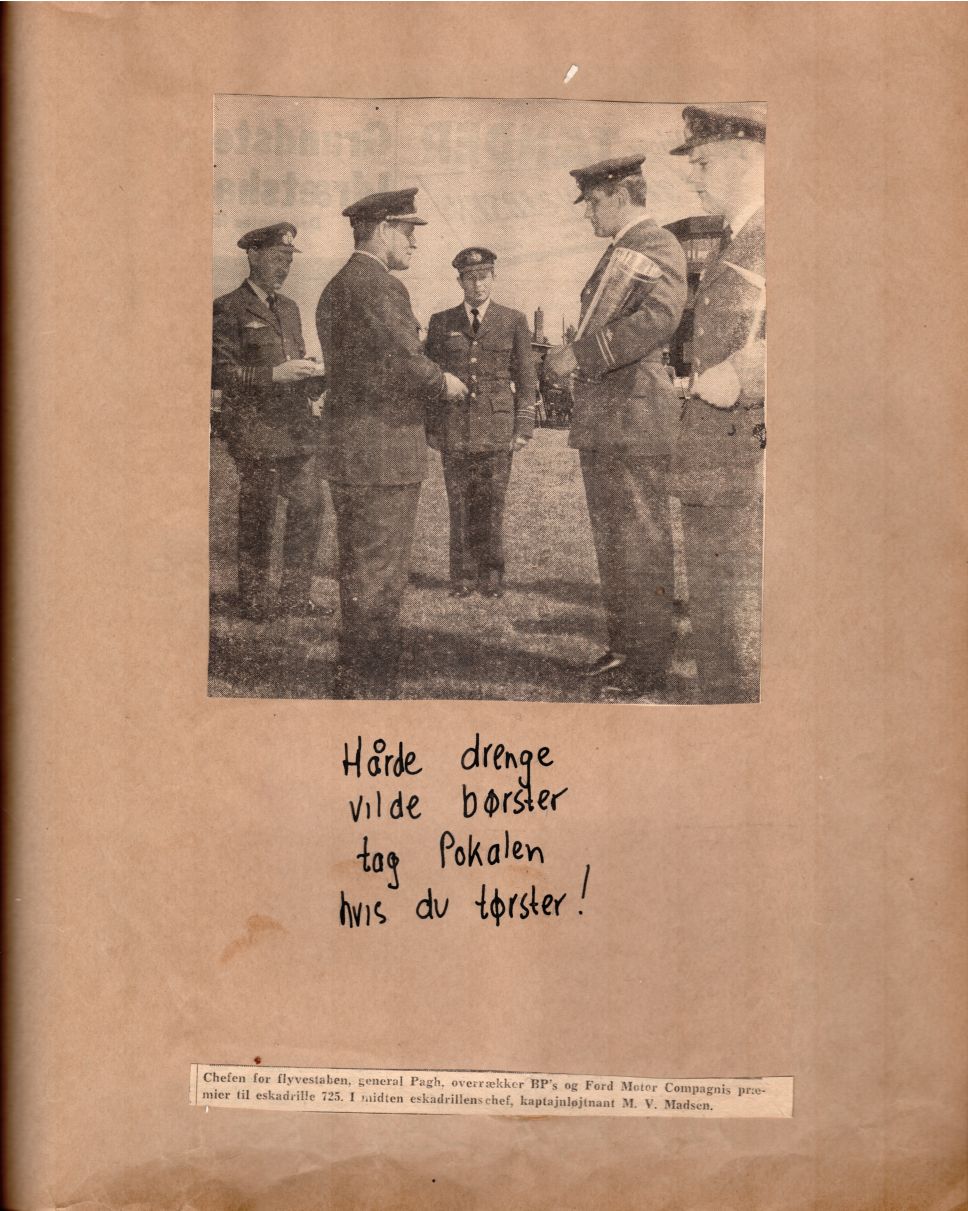 Hårde drenge
vilde børster
tag Pokalen
hvis du tørster!
Chefen for flyvestaben, general Pagh, overrækker BP's og Ford Motor Compagnis præ-
mier til eskadrille 725. I midten eskadrillens chef, kaptajnløjtnant M. V. Madsen.